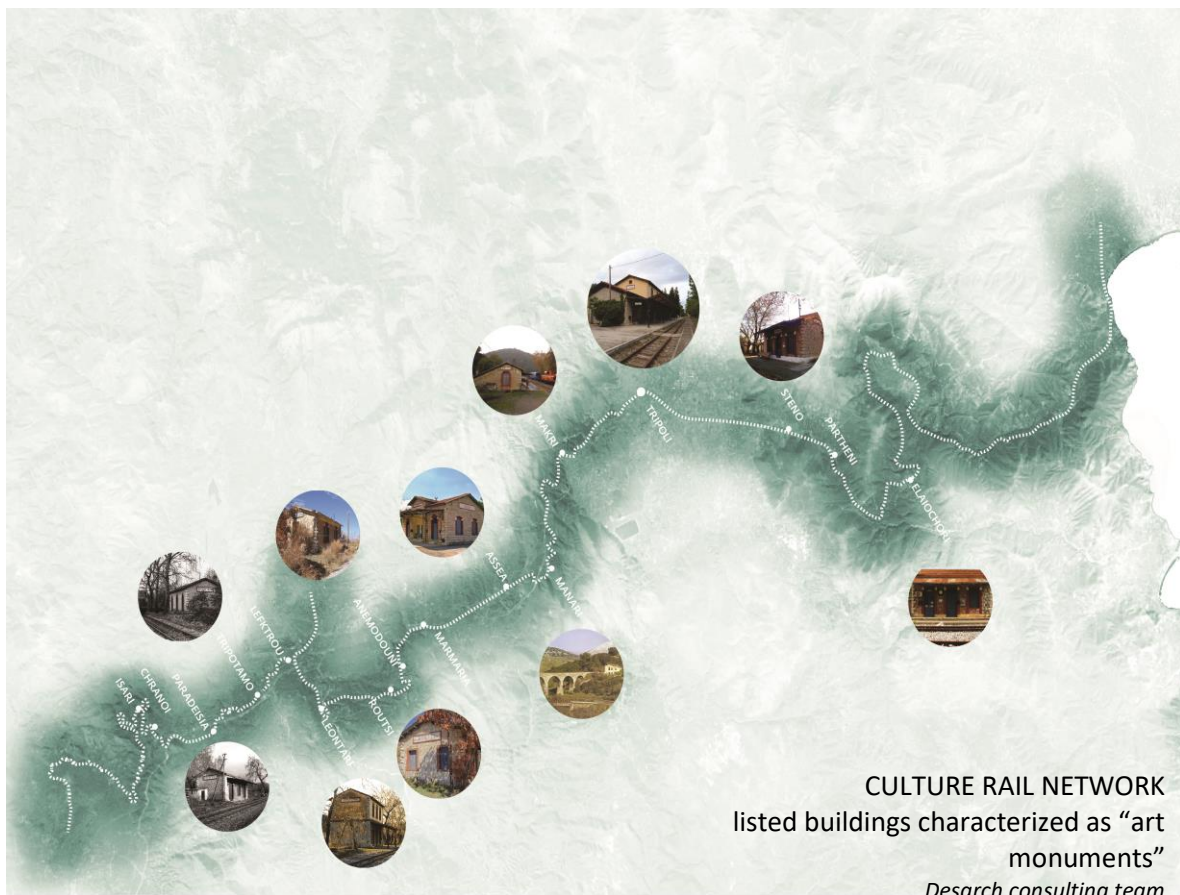 MAKRI
TRIPOLI
STENO
PARTHENI
ELAIOCHORI
ASSEA
MANARI
MARMARIA
ANEMODOURI
ROUTSI
LEONTARI
LEFKTROU
PARADEISIA
CHRANOI
ISARI
CULTURE RAIL NETWORK
listed buildings characterized as “art
monuments”
Desarch consulting team